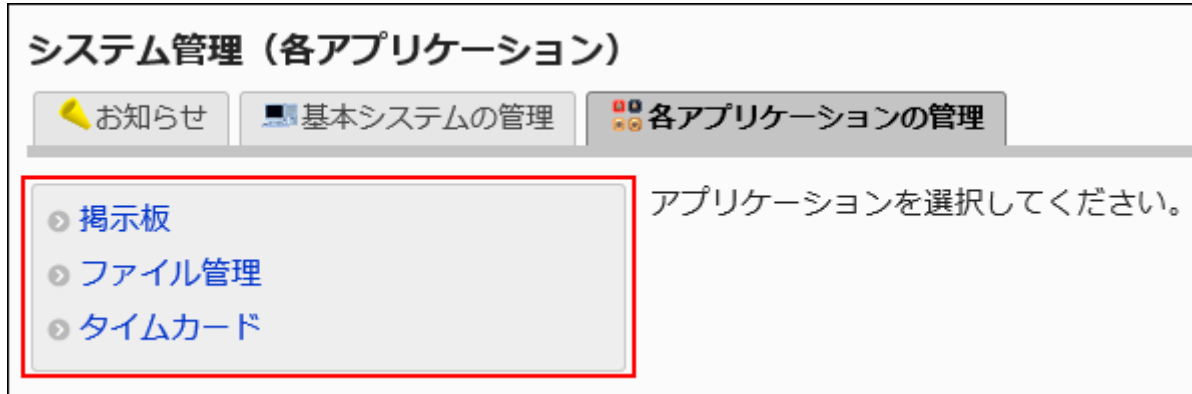 システム管理（各アプリケーション）
お知らせ 基本システムの管理 各アプリケーションの管理
掲示板
ファイル管理
タイムカード
アプリケーションを選択してください。